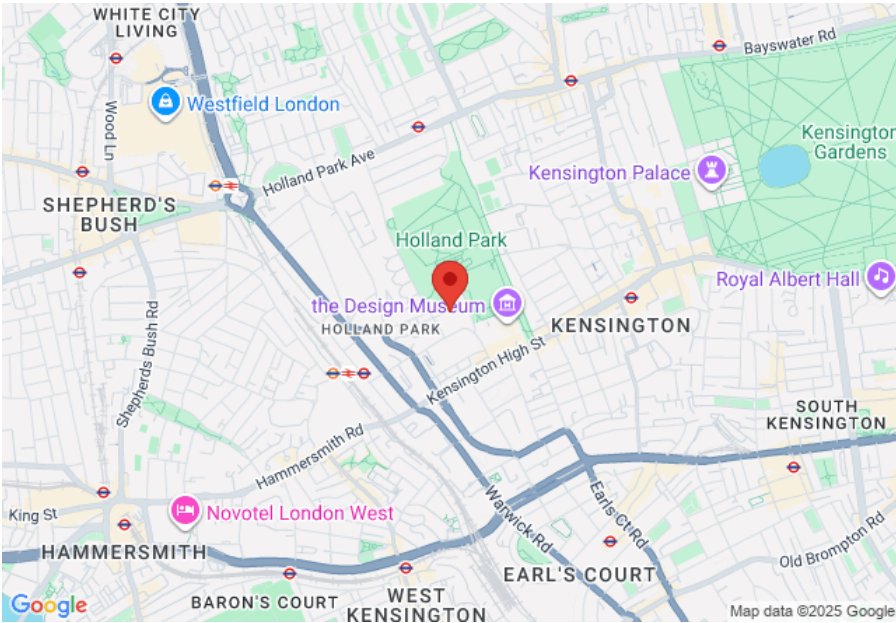 WHITE CITY
LIVING
Bayswater Rd
Westfield London
Wood Ln
Kensington
Gardens
Holland Park Ave
Kensington Palace
SHEPHERD'S
BUSH
Holland Park
Royal Albert Hall
the Design Museum
HOLLAND PARK
KENSINGTON
Shepherds Bush Rd
Kensington High St
SOUTH
KENSINGTON
Hammersmith Rd
King St
Novotel London West
Warwick Rd
Earls Ct Rd
HAMMERSMITH
Old Brompton Rd
EARL'S COURT
BARON'S COURT
WEST
KENSINGTON
Google
Map data ©2025 Google